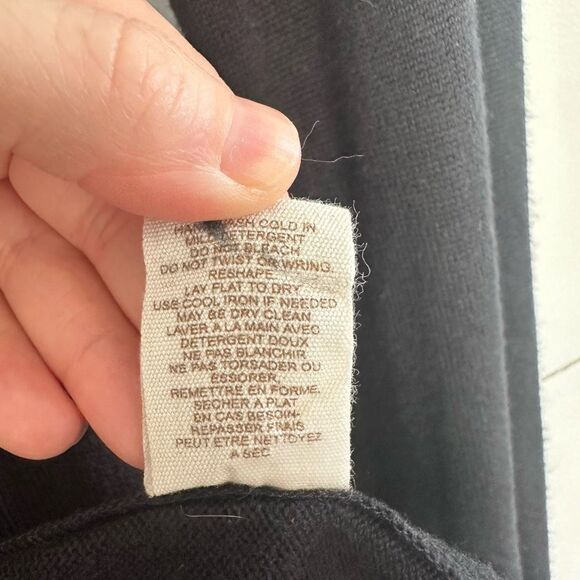 HAND WASH COLD IN
MILD DETERGENT
DO NOT BLEACH
DO NOT TWIST OR WRING.
RESHAPE
LAY FLAT TO DRY
USE COOL IRON IF NEEDED
MAY BE DRY CLEAN
LAVER A LA MAIN AVEC
DETERGENT DOUX
NE PAS BLANCHIR
NE PAS TORSADER OU
ESSORER,
REMETTRE EN FORME.
SECHER A PLAT
EN CAS BESOIN-
REPASSER FRAIS
PEUT ETRE NETTOYEZ
A SEC